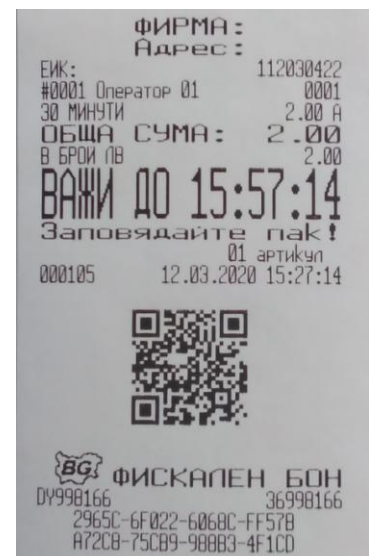 ФИРМА:
Адрес:
ЕИК: 112030422
#0001 Оператор 01 0001
30 МИНУТИ 2.00 А
ОБЩА СУМА: 2.00
В БРОЙ ЛВ 2.00
ВАЖИ ДО 15:57:14
Заповядайте пак!
01 артикул
000105 12.03.2020 15:27:14
BG ФИСКАЛЕН БОН
DY998166 36998166
2965C-6F022-6068C-FF57B
A72CB-75CB9-988B3-4F1CD